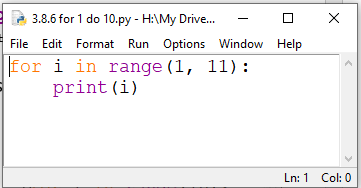 3.8.6 for 1 do 10.py - H:\My Drive...
File Edit Format Run Options Window Help
for i in range(1, 11):
    print(i)
Ln: 1 Col: 0